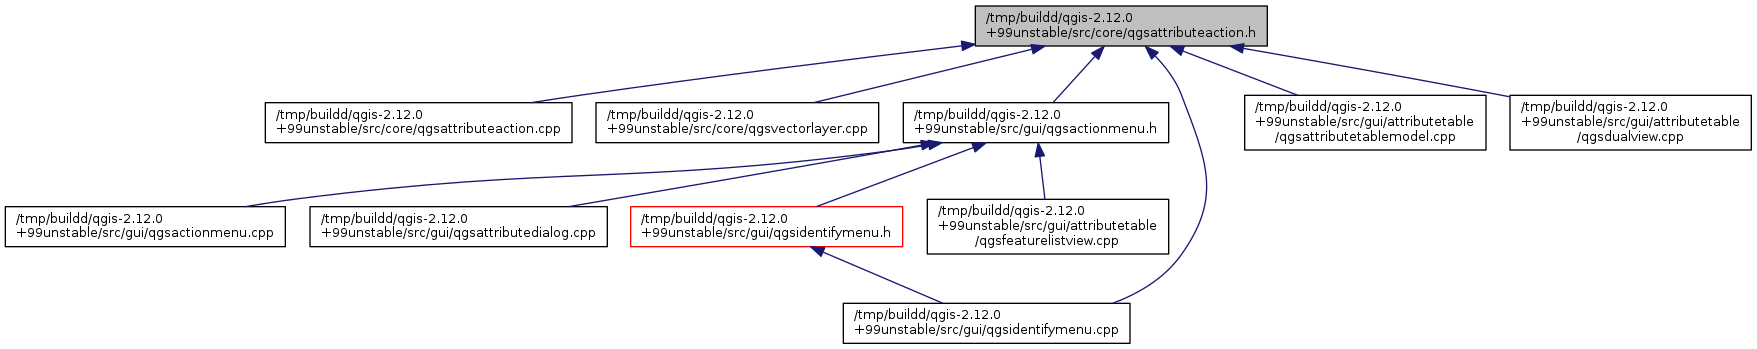 /tmp/buildd/qgis-2.12.0
+99unstable/src/core/qgsattributeaction.h
/tmp/buildd/qgis-2.12.0
+99unstable/src/core/qgsattributeaction.cpp
/tmp/buildd/qgis-2.12.0
+99unstable/src/core/qgsvectorlayer.cpp
/tmp/buildd/qgis-2.12.0
+99unstable/src/gui/qgsactionmenu.h
/tmp/buildd/qgis-2.12.0
+99unstable/src/gui/attributetable
/qgsattributetablemodel.cpp
/tmp/buildd/qgis-2.12.0
+99unstable/src/gui/attributetable
/qgsdualview.cpp
/tmp/buildd/qgis-2.12.0
+99unstable/src/gui/qgsactionmenu.cpp
/tmp/buildd/qgis-2.12.0
+99unstable/src/gui/qgsattributedialog.cpp
/tmp/buildd/qgis-2.12.0
+99unstable/src/gui/qgsidentifymenu.h
/tmp/buildd/qgis-2.12.0
+99unstable/src/gui/attributetable
/qgsfeaturelistview.cpp
/tmp/buildd/qgis-2.12.0
+99unstable/src/gui/qgsidentifymenu.cpp